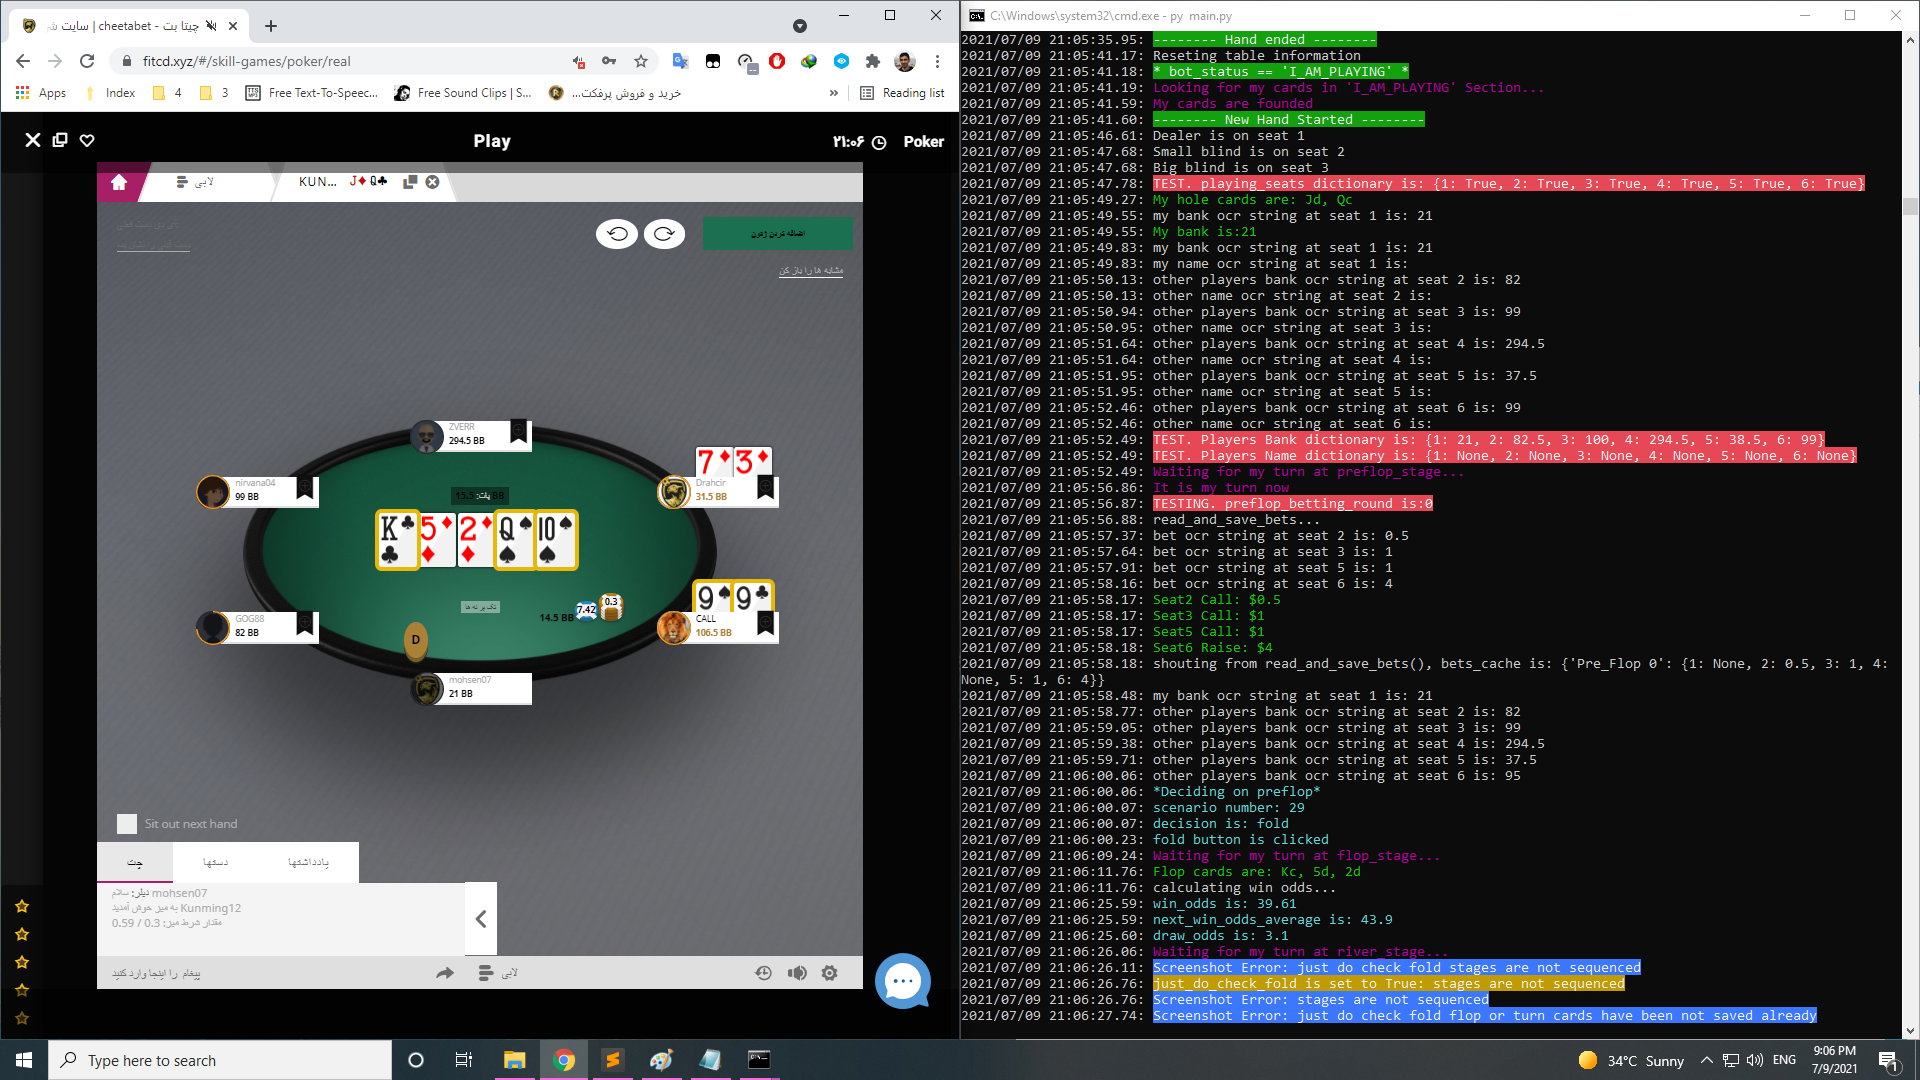 چیتا بت - cheetabet | سایت
fitcd.xyz/#/skill-games/poker/real
Apps
Index
4
3
Free Text-To-Speec...
Free Sound Clips | S...
خرید و فروش پرفکت...
»
Reading list
Play
۲۱:۰۶
Poker
لابی
KUN...
J♦ Q♣
اضافه کردن ژتون
مشابه ها را باز کن
ZVERR
294.5 BB
nirvana04
99 BB
7♦ 3♦
Drahcir
31.5 BB
پات: 15.5 BB
K♣ 5♦ 2♦ Q♠ 10♠
تک بر ته ها
14.5 BB
7.42
0.3
9♠ 9♣
CALL
106.5 BB
GOG88
82 BB
D
mohsen07
21 BB
Sit out next hand
چت
دستها
یادداشتها
دیلر: سلام mohsen07
به میز خوش آمدید Kunming12
مقدار شرط میز: 0.3 / 0.59
پیغام را اینجا وارد کنید
لابی
C:\Windows\system32\cmd.exe - py main.py
2021/07/09 21:05:35.95: -------- Hand ended --------
2021/07/09 21:05:41.17: Reseting table information
2021/07/09 21:05:41.18: * bot_status == 'I_AM_PLAYING' *
2021/07/09 21:05:41.19: Looking for my cards in 'I_AM_PLAYING' Section...
2021/07/09 21:05:41.59: My cards are founded
2021/07/09 21:05:41.60: -------- New Hand Started --------
2021/07/09 21:05:46.61: Dealer is on seat 1
2021/07/09 21:05:47.68: Small blind is on seat 2
2021/07/09 21:05:47.68: Big blind is on seat 3
2021/07/09 21:05:47.78: TEST. playing_seats dictionary is: {1: True, 2: True, 3: True, 4: True, 5: True, 6: True}
2021/07/09 21:05:49.27: My hole cards are: Jd, Qc
2021/07/09 21:05:49.55: my bank ocr string at seat 1 is: 21
2021/07/09 21:05:49.55: My bank is:21
2021/07/09 21:05:49.83: my bank ocr string at seat 1 is: 21
2021/07/09 21:05:49.83: my name ocr string at seat 1 is:
2021/07/09 21:05:50.13: other players bank ocr string at seat 2 is: 82
2021/07/09 21:05:50.13: other name ocr string at seat 2 is:
2021/07/09 21:05:50.94: other players bank ocr string at seat 3 is: 99
2021/07/09 21:05:50.95: other name ocr string at seat 3 is:
2021/07/09 21:05:51.64: other players bank ocr string at seat 4 is: 294.5
2021/07/09 21:05:51.64: other name ocr string at seat 4 is:
2021/07/09 21:05:51.95: other players bank ocr string at seat 5 is: 37.5
2021/07/09 21:05:51.95: other name ocr string at seat 5 is:
2021/07/09 21:05:52.46: other players bank ocr string at seat 6 is: 99
2021/07/09 21:05:52.46: other name ocr string at seat 6 is:
2021/07/09 21:05:52.49: TEST. Players Bank dictionary is: {1: 21, 2: 82.5, 3: 100, 4: 294.5, 5: 38.5, 6: 99}
2021/07/09 21:05:52.49: TEST. Players Name dictionary is: {1: None, 2: None, 3: None, 4: None, 5: None, 6: None}
2021/07/09 21:05:52.49: Waiting for my turn at preflop_stage...
2021/07/09 21:05:56.86: It is my turn now
2021/07/09 21:05:56.87: TESTING. preflop_betting_round is:0
2021/07/09 21:05:56.88: read_and_save_bets...
2021/07/09 21:05:57.37: bet ocr string at seat 2 is: 0.5
2021/07/09 21:05:57.64: bet ocr string at seat 3 is: 1
2021/07/09 21:05:57.91: bet ocr string at seat 5 is: 1
2021/07/09 21:05:58.16: bet ocr string at seat 6 is: 4
2021/07/09 21:05:58.17: Seat2 Call: $0.5
2021/07/09 21:05:58.17: Seat3 Call: $1
2021/07/09 21:05:58.17: Seat5 Call: $1
2021/07/09 21:05:58.18: Seat6 Raise: $4
2021/07/09 21:05:58.18: shouting from read_and_save_bets(), bets_cache is: {'Pre_Flop 0': {1: None, 2: 0.5, 3: 1, 4:
None, 5: 1, 6: 4}}
2021/07/09 21:05:58.48: my bank ocr string at seat 1 is: 21
2021/07/09 21:05:58.77: other players bank ocr string at seat 2 is: 82
2021/07/09 21:05:59.05: other players bank ocr string at seat 3 is: 99
2021/07/09 21:05:59.38: other players bank ocr string at seat 4 is: 294.5
2021/07/09 21:05:59.71: other players bank ocr string at seat 5 is: 37.5
2021/07/09 21:06:00.06: other players bank ocr string at seat 6 is: 95
2021/07/09 21:06:00.06: *Deciding on preflop*
2021/07/09 21:06:00.07: scenario number: 29
2021/07/09 21:06:00.07: decision is: fold
2021/07/09 21:06:00.23: fold button is clicked
2021/07/09 21:06:09.24: Waiting for my turn at flop_stage...
2021/07/09 21:06:11.76: Flop cards are: Kc, 5d, 2d
2021/07/09 21:06:11.76: calculating win odds...
2021/07/09 21:06:25.59: win_odds is: 39.61
2021/07/09 21:06:25.59: next_win_odds_average is: 43.9
2021/07/09 21:06:25.60: draw_odds is: 3.1
2021/07/09 21:06:26.06: Waiting for my turn at river_stage...
2021/07/09 21:06:26.11: Screenshot Error: just do check fold stages are not sequenced
2021/07/09 21:06:26.76: just_do_check_fold is set to True: stages are not sequenced
2021/07/09 21:06:26.76: Screenshot Error: stages are not sequenced
2021/07/09 21:06:27.74: Screenshot Error: just do check fold flop or turn cards have been not saved already
Type here to search
34°C Sunny
ENG
9:06 PM
7/9/2021
1